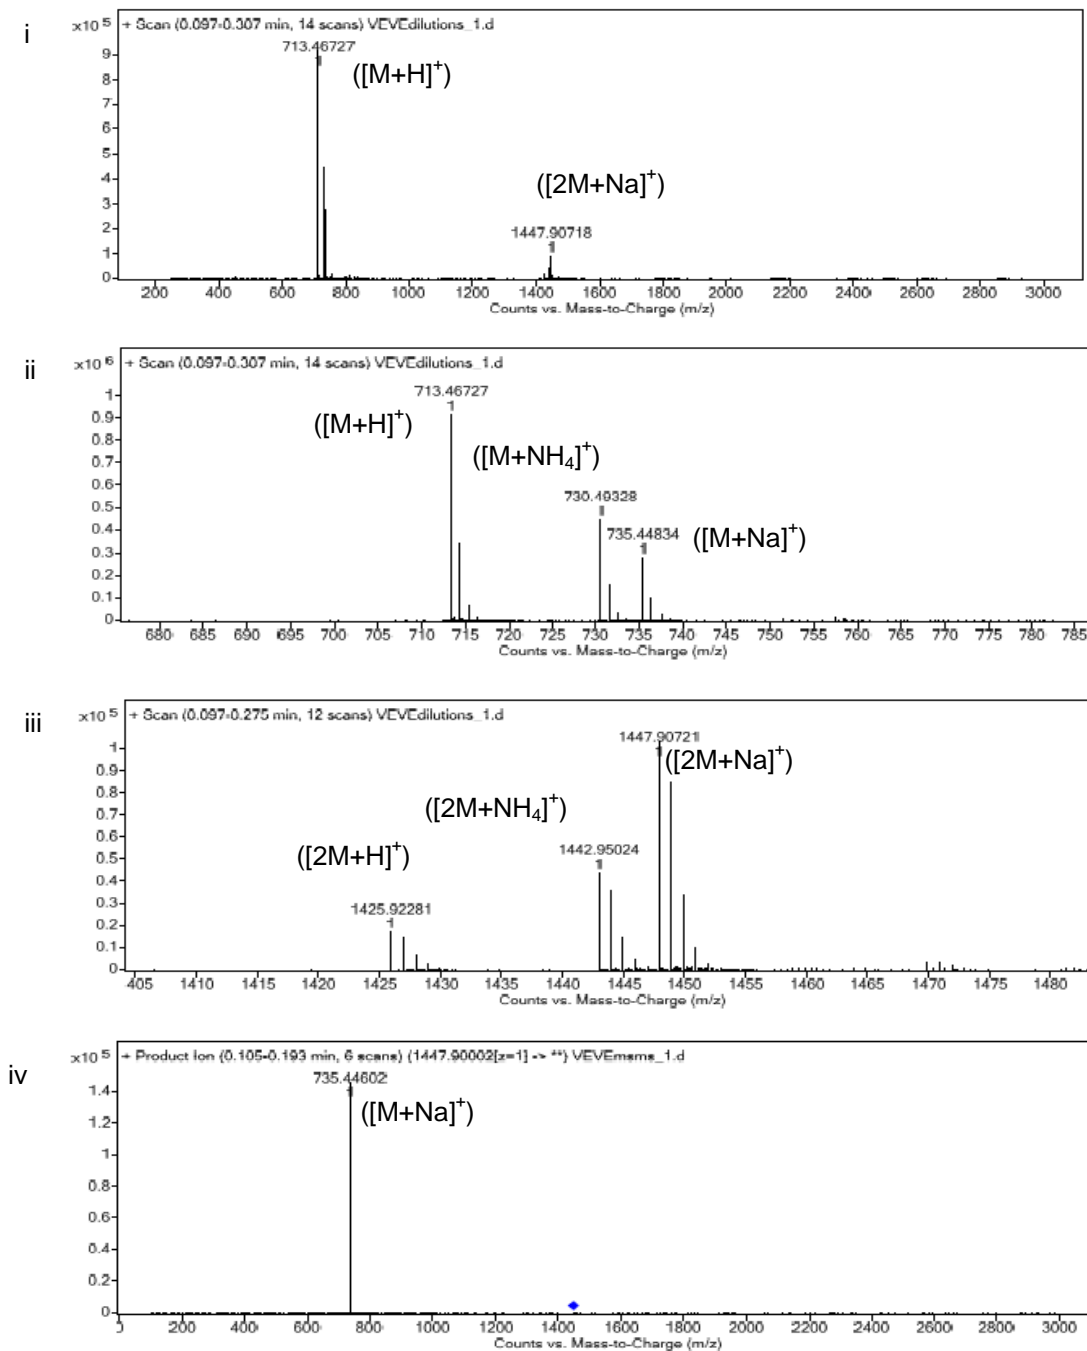 i
x10 5 + Scan (0.097-0.307 min, 14 scans) VEVEdilutions_1.d
713.46727
1
([M+H]+)
([2M+Na]+)
1447.90718
1
9
8
7
6
5
4
3
2
1
0
200 400 600 800 1000 1200 1400 1600 1800 2000 2200 2400 2600 2800 3000
Counts vs. Mass-to-Charge (m/z)
ii
x10 6 + Scan (0.097-0.307 min, 14 scans) VEVEdilutions_1.d
713.46727
1
([M+H]+)
([M+NH4]+)
730.49328
1
735.44834
1
([M+Na]+)
1
0.9
0.8
0.7
0.6
0.5
0.4
0.3
0.2
0.1
0
680 685 690 695 700 705 710 715 720 725 730 735 740 745 750 755 760 765 770 775 780 785
Counts vs. Mass-to-Charge (m/z)
iii
x10 5 + Scan (0.097-0.275 min, 12 scans) VEVEdilutions_1.d
1447.90721
1
([2M+Na]+)
([2M+NH4]+)
1442.95024
1
([2M+H]+)
1425.92281
1
1
0.9
0.8
0.7
0.6
0.5
0.4
0.3
0.2
0.1
0
405 1410 1415 1420 1425 1430 1435 1440 1445 1450 1455 1460 1465 1470 1475 1480
Counts vs. Mass-to-Charge (m/z)
iv
x10 5 + Product Ion (0.105-0.193 min, 6 scans) (1447.90002[z=1] -> **) VEVEmsms_1.d
735.44602
1
([M+Na]+)
1.4
1.2
1
0.8
0.6
0.4
0.2
0
0 200 400 600 800 1000 1200 1400 1600 1800 2000 2200 2400 2600 2800 3000
Counts vs. Mass-to-Charge (m/z)